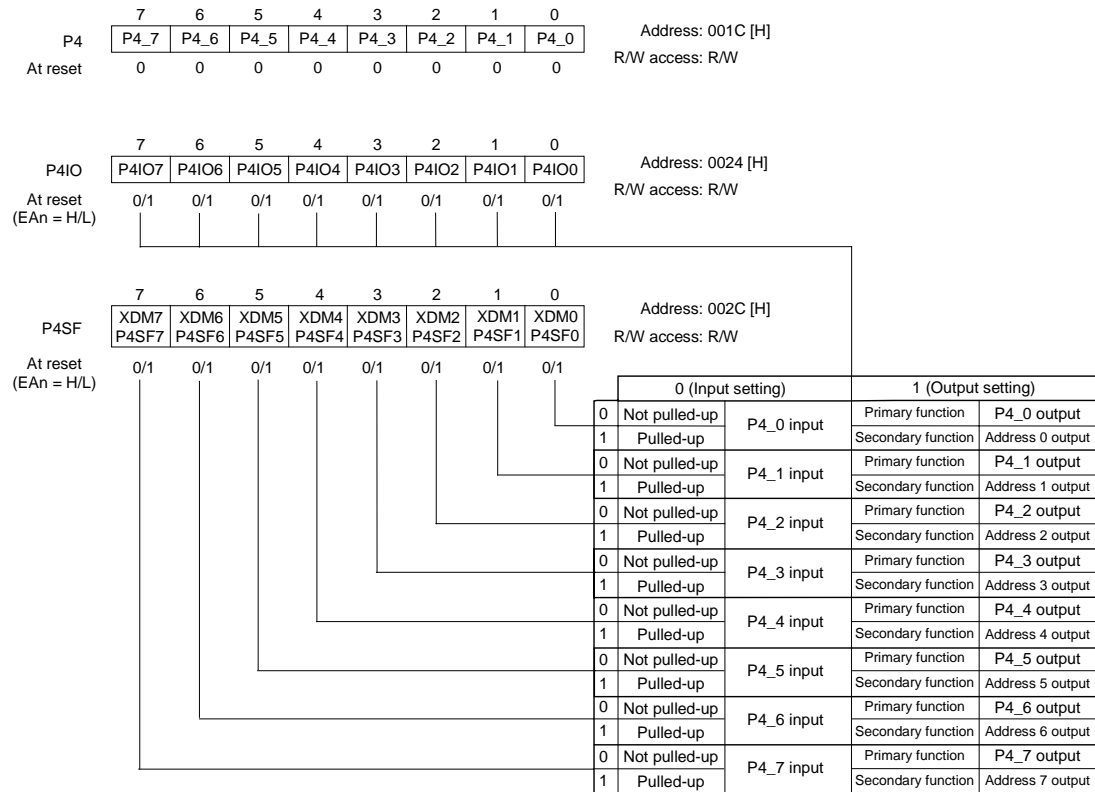 7 6 5 4 3 2 1 0
P4 P4_7 P4_6 P4_5 P4_4 P4_3 P4_2 P4_1 P4_0 Address: 001C [H]
R/W access: R/W
At reset 0 0 0 0 0 0 0 0
7 6 5 4 3 2 1 0
P4IO P4IO7 P4IO6 P4IO5 P4IO4 P4IO3 P4IO2 P4IO1 P4IO0 Address: 0024 [H]
R/W access: R/W
At reset 0/1 0/1 0/1 0/1 0/1 0/1 0/1 0/1
(EAn = H/L)
7 6 5 4 3 2 1 0
XDM7 XDM6 XDM5 XDM4 XDM3 XDM2 XDM1 XDM0 Address: 002C [H]
P4SF P4SF7 P4SF6 P4SF5 P4SF4 P4SF3 P4SF2 P4SF1 P4SF0 R/W access: R/W
At reset 0/1 0/1 0/1 0/1 0/1 0/1 0/1 0/1
(EAn = H/L)
0 (Input setting) 1 (Output setting)
0 Not pulled-up P4_0 input Primary function P4_0 output
1 Pulled-up Secondary function Address 0 output
0 Not pulled-up P4_1 input Primary function P4_1 output
1 Pulled-up Secondary function Address 1 output
0 Not pulled-up P4_2 input Primary function P4_2 output
1 Pulled-up Secondary function Address 2 output
0 Not pulled-up P4_3 input Primary function P4_3 output
1 Pulled-up Secondary function Address 3 output
0 Not pulled-up P4_4 input Primary function P4_4 output
1 Pulled-up Secondary function Address 4 output
0 Not pulled-up P4_5 input Primary function P4_5 output
1 Pulled-up Secondary function Address 5 output
0 Not pulled-up P4_6 input Primary function P4_6 output
1 Pulled-up Secondary function Address 6 output
0 Not pulled-up P4_7 input Primary function P4_7 output
1 Pulled-up Secondary function Address 7 output